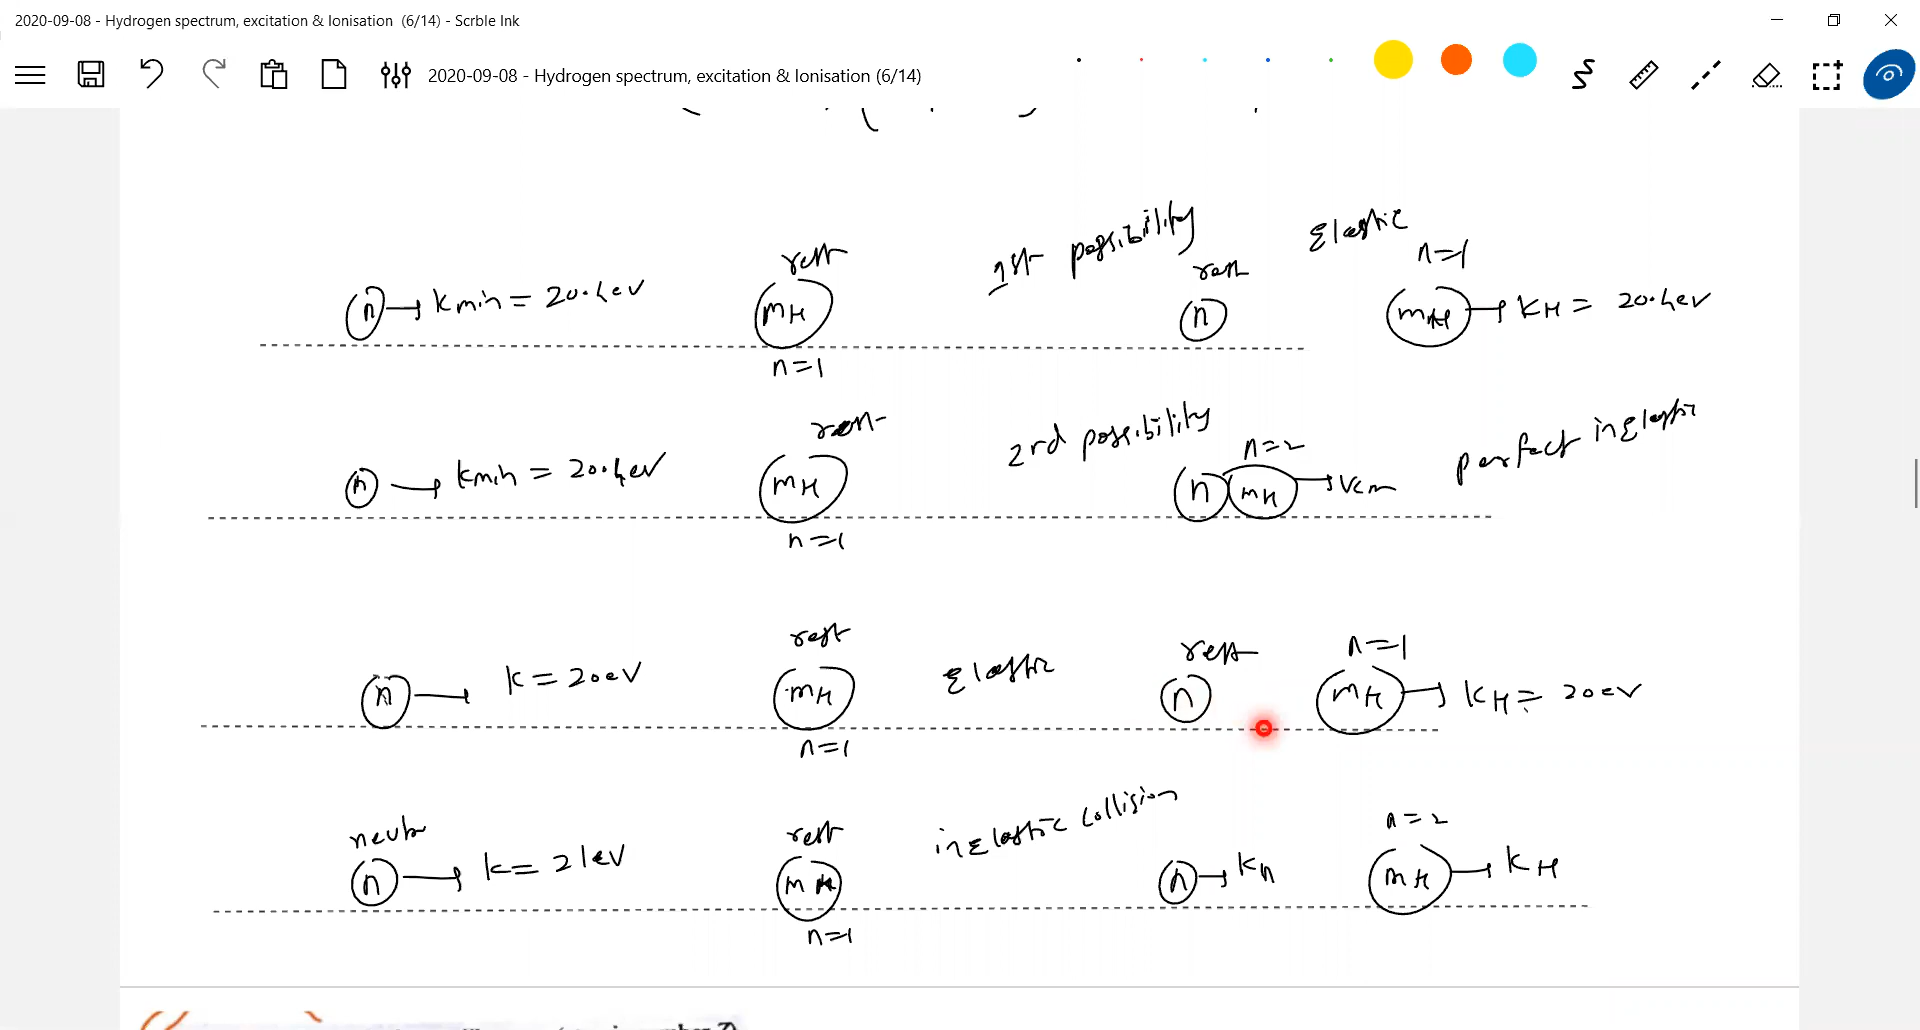 2020-09-08 - Hydrogen spectrum, excitation & Ionisation (6/14) - Scrble Ink
2020-09-08 - Hydrogen spectrum, excitation & Ionisation (6/14)
1st possibility
Elastic
rest
rest
n=1
n → Kmin = 20.4eV
mH
n
mH → KH = 20.4eV
n=1
rest
2nd possibility
perfect inElastic
n=2
n → Kmin = 20.4eV
mH
n mH → Vcm
n=1
rest
Elastic
rest
n=1
n → K = 20eV
mH
n
mH → KH = 20eV
n=1
neutr
rest
inElastic collision
n=2
n → K = 21eV
mH
n → Kn
mH → KH
n=1